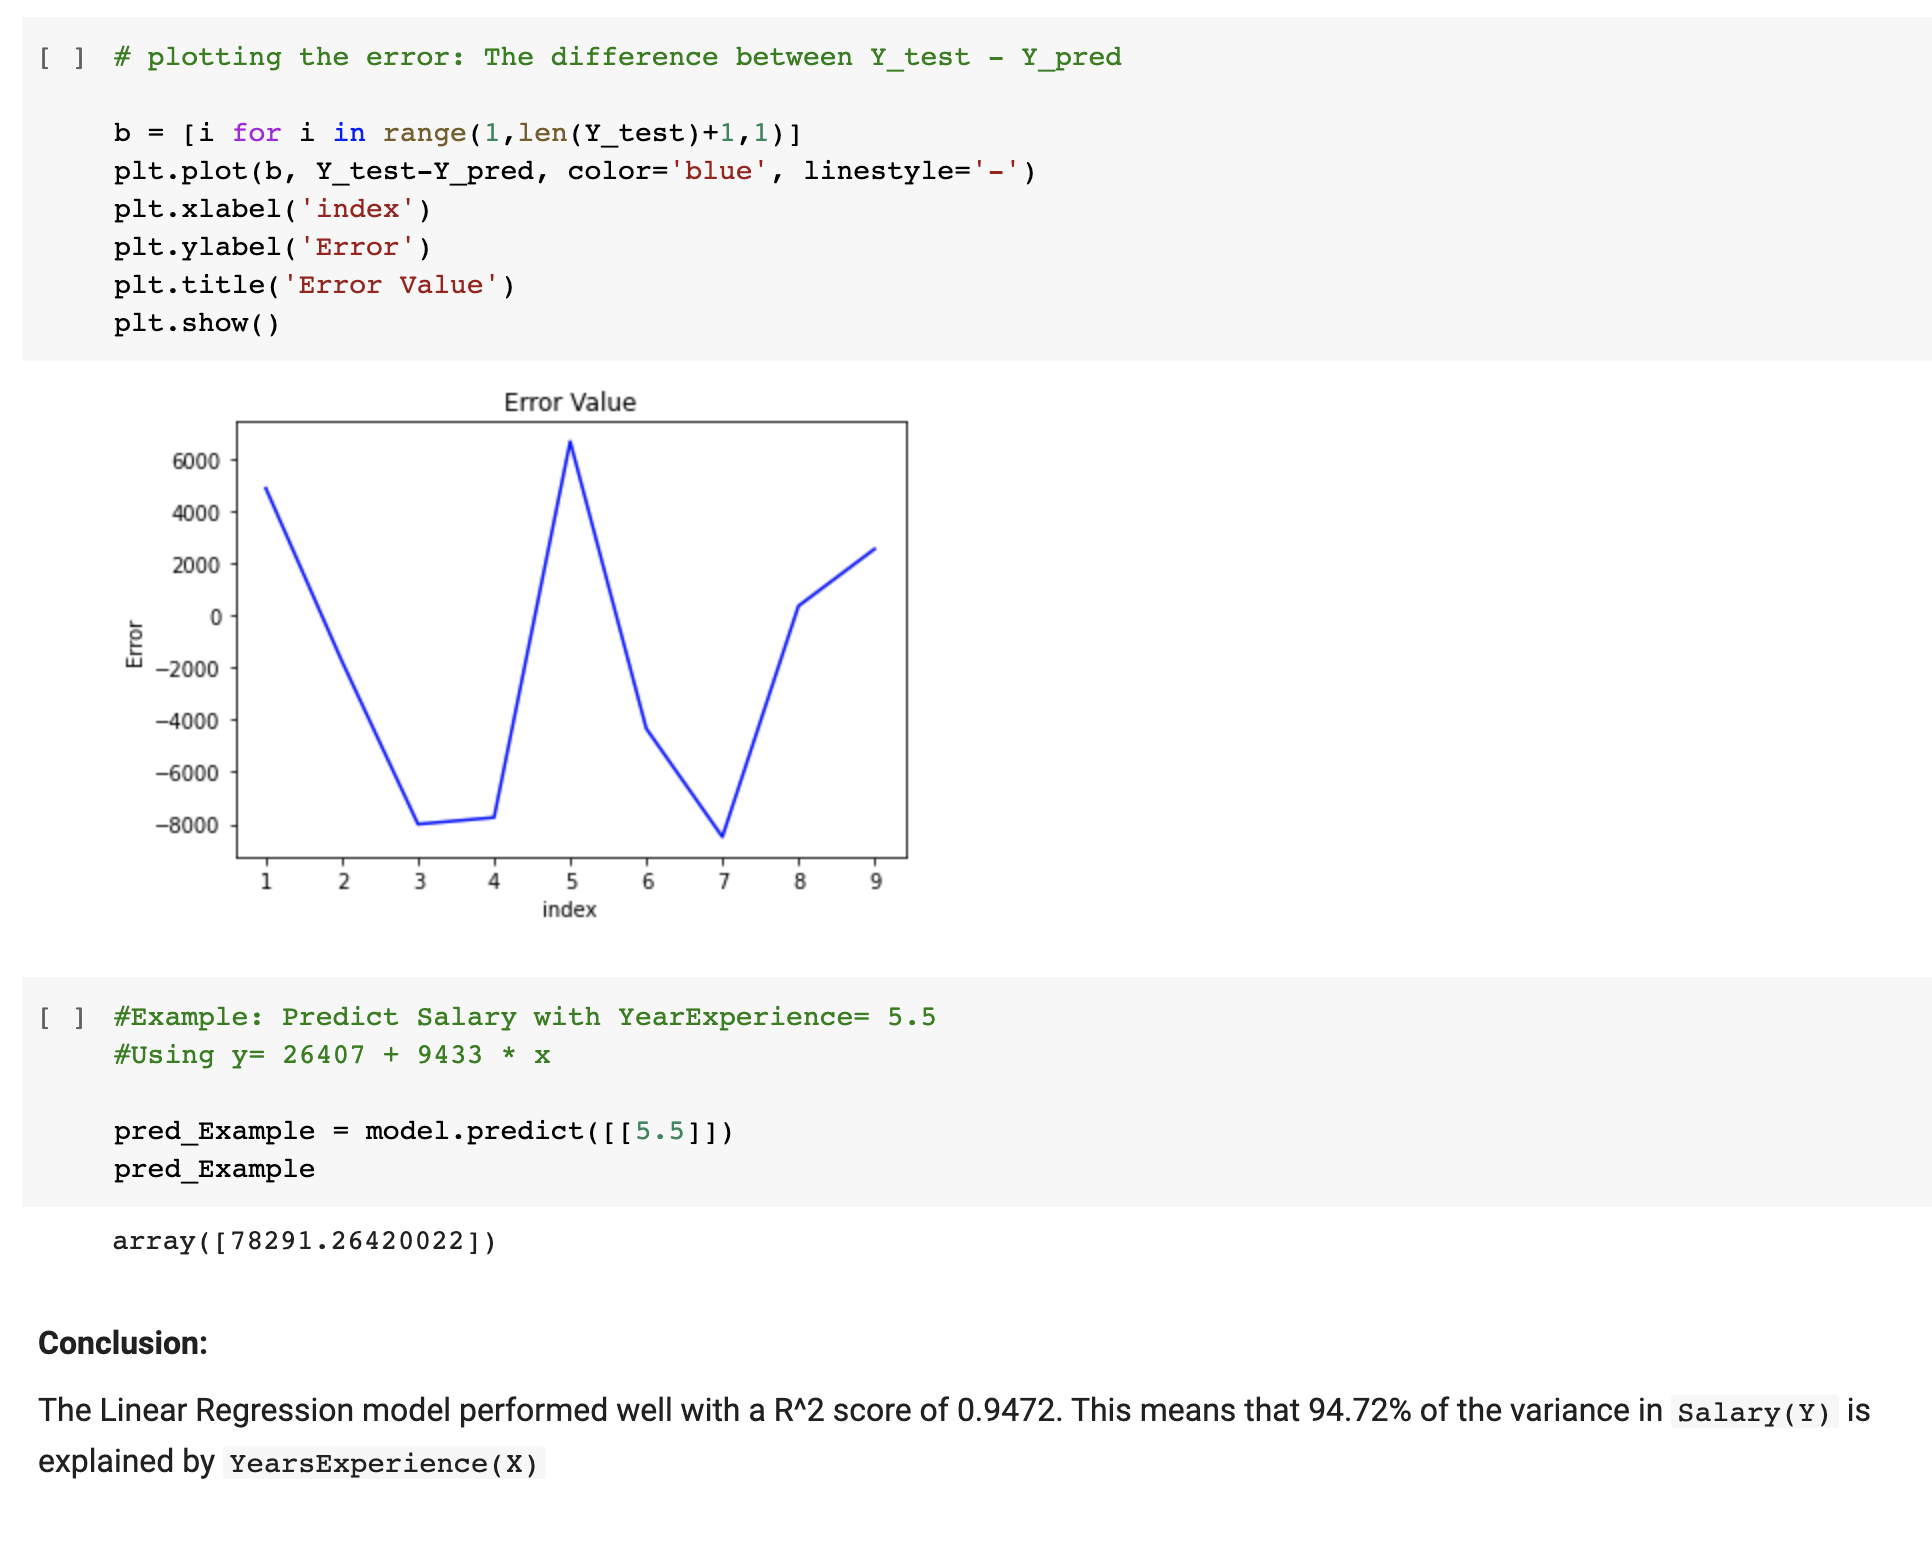 [ ] # plotting the error: The difference between Y_test - Y_pred
b = [i for i in range(1,len(Y_test)+1,1)]
plt.plot(b, Y_test-Y_pred, color='blue', linestyle='-')
plt.xlabel('index')
plt.ylabel('Error')
plt.title('Error Value')
plt.show()
Error Value
6000
4000
2000
0
−2000
−4000
−6000
−8000
Error
1 2 3 4 5 6 7 8 9
index
[ ] #Example: Predict Salary with YearExperience= 5.5
#Using y= 26407 + 9433 * x
pred_Example = model.predict([[5.5]])
pred_Example
array([78291.26420022])
Conclusion:
The Linear Regression model performed well with a R^2 score of 0.9472. This means that 94.72% of the variance in Salary(Y) is
explained by YearsExperience(X)